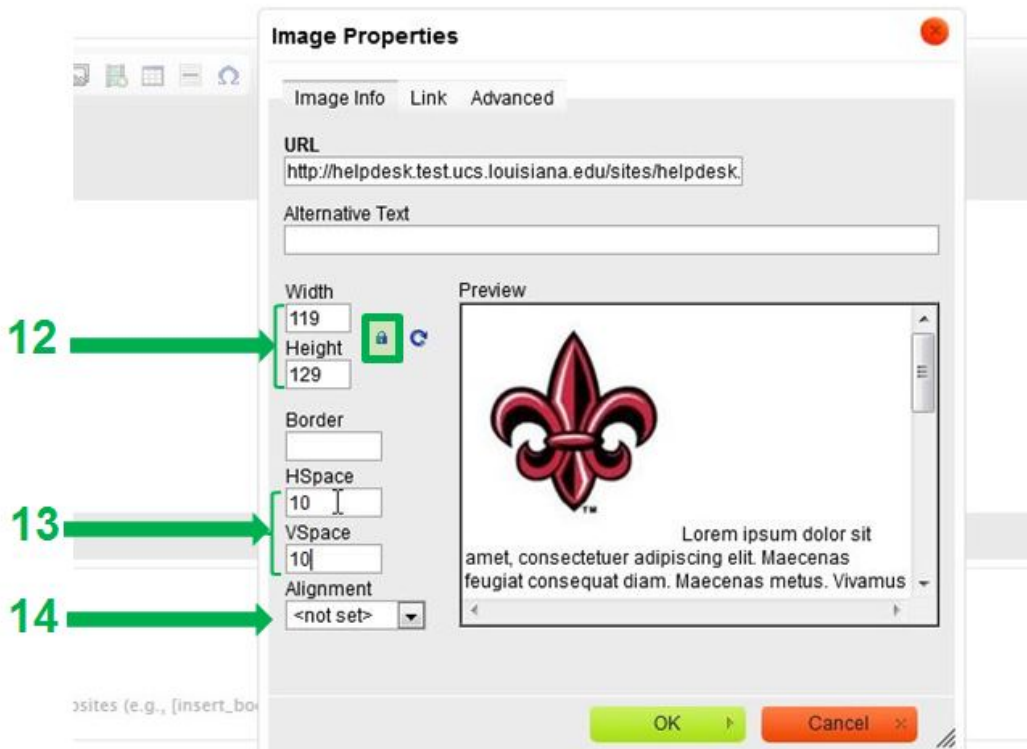 Image Properties
Image Info Link Advanced
URL
http://helpdesk.test.ucs.louisiana.edu/sites/helpdesk.
Alternative Text
Width
119
Height
129
12
Border
HSpace
10
13
VSpace
10
Alignment
14
<not set>
Preview
TM
Lorem ipsum dolor sit
amet, consectetuer adipiscing elit. Maecenas
feugiat consequat diam. Maecenas metus. Vivamus
osites (e.g., [insert_bo
OK
Cancel